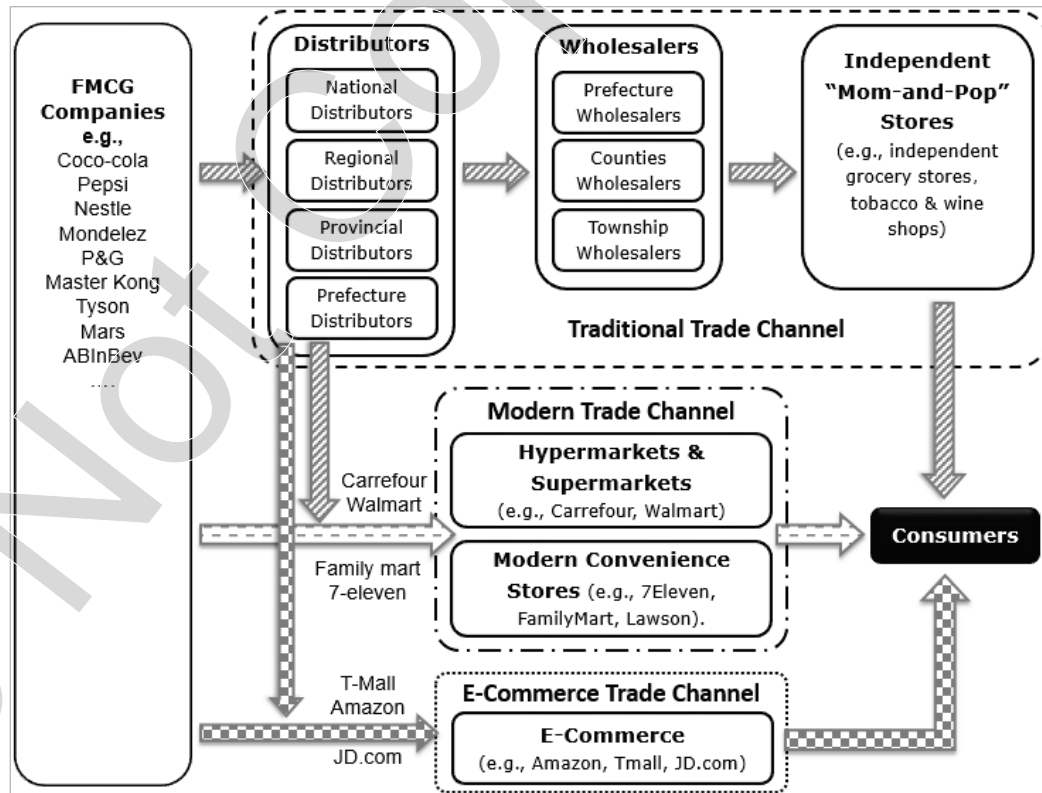 FMCG
Companies
e.g.,
Coco-cola
Pepsi
Nestle
Mondelez
P&G
Master Kong
Tyson
Mars
ABInBev
....
Distributors
National
Distributors
Regional
Distributors
Provincial
Distributors
Prefecture
Distributors
Wholesalers
Prefecture
Wholesalers
Counties
Wholesalers
Township
Wholesalers
Independent
“Mom-and-Pop”
Stores
(e.g., independent
grocery stores,
tobacco & wine
shops)
Traditional Trade Channel
Carrefour
Walmart
Family mart
7-eleven
Modern Trade Channel
Hypermarkets &
Supermarkets
(e.g., Carrefour, Walmart)
Modern Convenience
Stores (e.g., 7Eleven,
FamilyMart, Lawson).
Consumers
T-Mall
Amazon
JD.com
E-Commerce Trade Channel
E-Commerce
(e.g., Amazon, Tmall, JD.com)
Not Cop